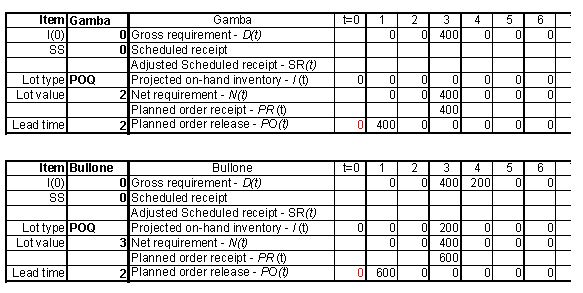 Item Gamba Gamba t=0 1 2 3 4 5 6
I(0) 0 Gross requirement - D(t) 0 0 400 0 0 0
SS 0 Scheduled receipt
Adjusted Scheduled receipt - SR(t)
Lot type POQ Projected on-hand inventory - I (t) 0 0 0 0 0 0 0
Lot value 2 Net requirement - N(t) 0 0 400 0 0 0
Planned order receipt - PR (t) 400
Lead time 2 Planned order release - PO(t) 0 400 0 0 0 0 0
Item Bullone Bullone t=0 1 2 3 4 5 6
I(0) 0 Gross requirement - D(t) 0 0 400 200 0 0
SS 0 Scheduled receipt
Adjusted Scheduled receipt - SR(t)
Lot type POQ Projected on-hand inventory - I (t) 0 0 0 200 0 0 0
Lot value 3 Net requirement - N(t) 0 0 400 0 0 0
Planned order receipt - PR (t) 600
Lead time 2 Planned order release - PO(t) 0 600 0 0 0 0 0